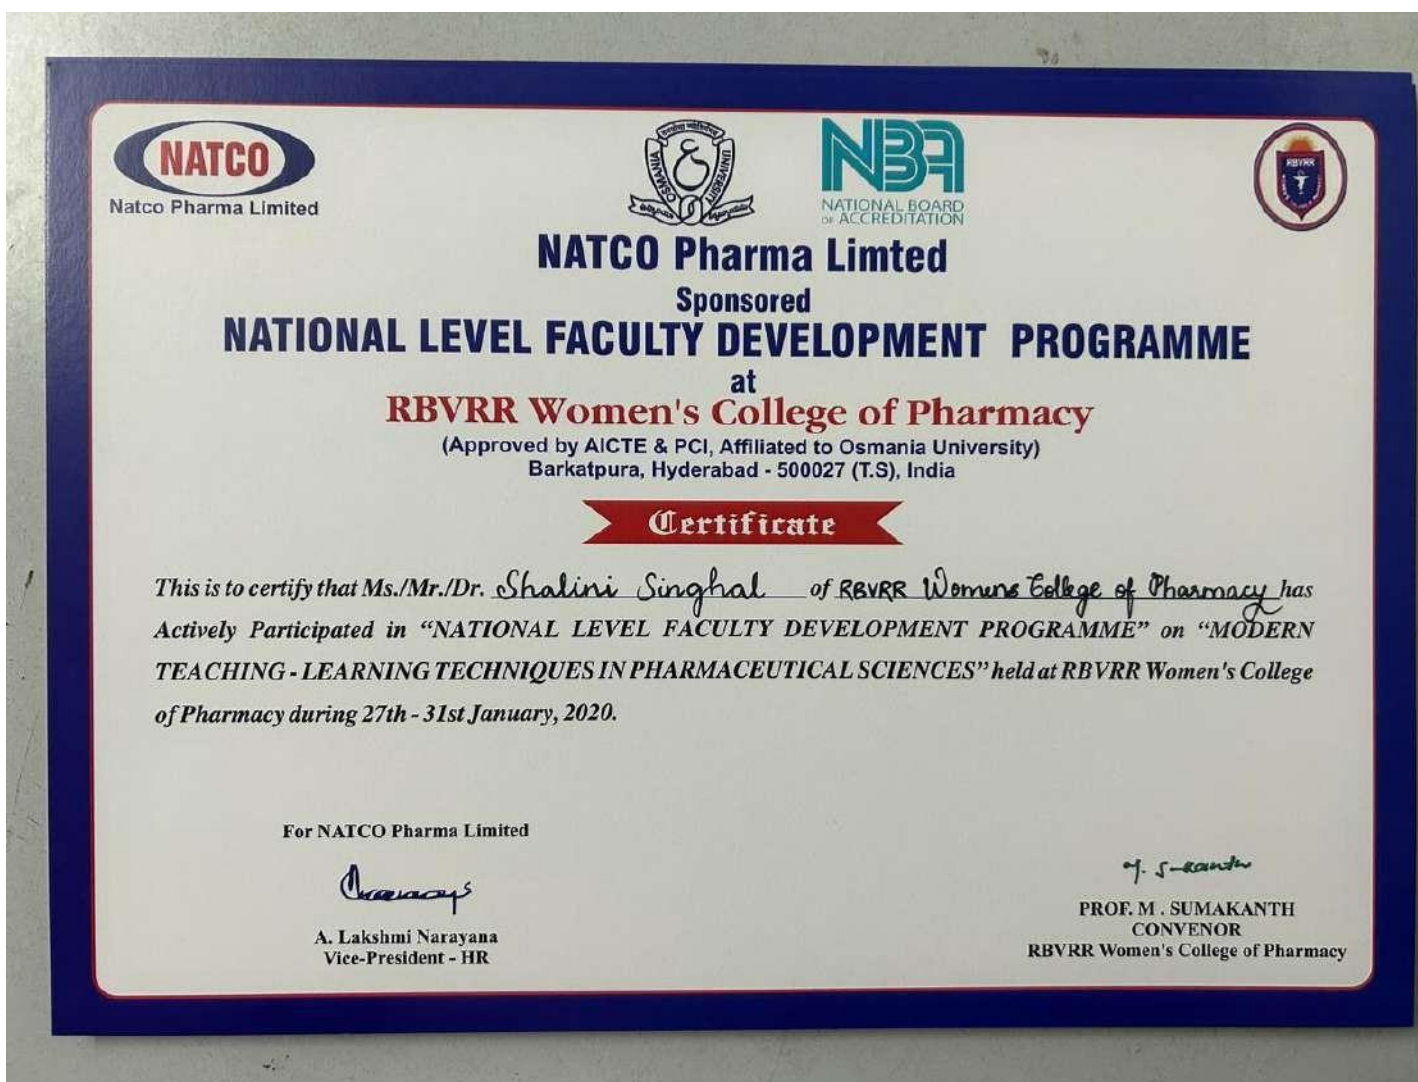 NATCO
Natco Pharma Limited
OSMANIA UNIVERSITY
NBA
NATIONAL BOARD
OF ACCREDITATION
RBVRR
NATCO Pharma Limted
Sponsored
NATIONAL LEVEL FACULTY DEVELOPMENT PROGRAMME
at
RBVRR Women's College of Pharmacy
(Approved by AICTE & PCI, Affiliated to Osmania University)
Barkatpura, Hyderabad - 500027 (T.S), India
Certificate
This is to certify that Ms./Mr./Dr. Shalini Singhal of RBVRR Womens College of Pharmacy has
Actively Participated in “NATIONAL LEVEL FACULTY DEVELOPMENT PROGRAMME” on “MODERN
TEACHING - LEARNING TECHNIQUES IN PHARMACEUTICAL SCIENCES” held at RBVRR Women's College
of Pharmacy during 27th - 31st January, 2020.
For NATCO Pharma Limited
A. Lakshmi Narayana
Vice-President - HR
PROF. M . SUMAKANTH
CONVENOR
RBVRR Women's College of Pharmacy